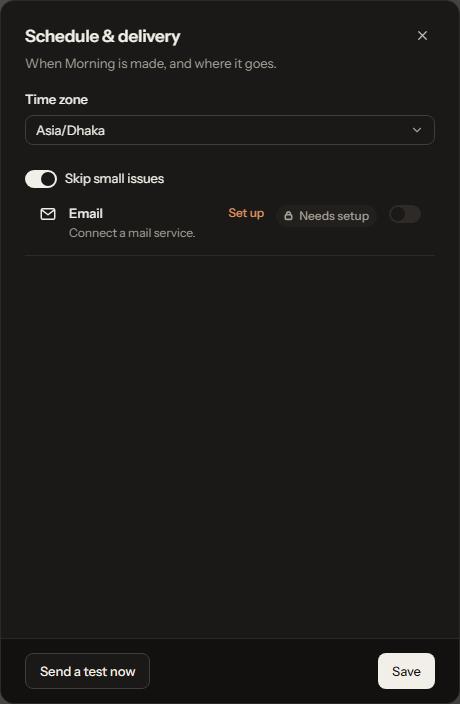 Schedule & delivery
When Morning is made, and where it goes.
Time zone
Asia/Dhaka
Skip small issues
Email
Set up
Needs setup
Connect a mail service.
Send a test now
Save